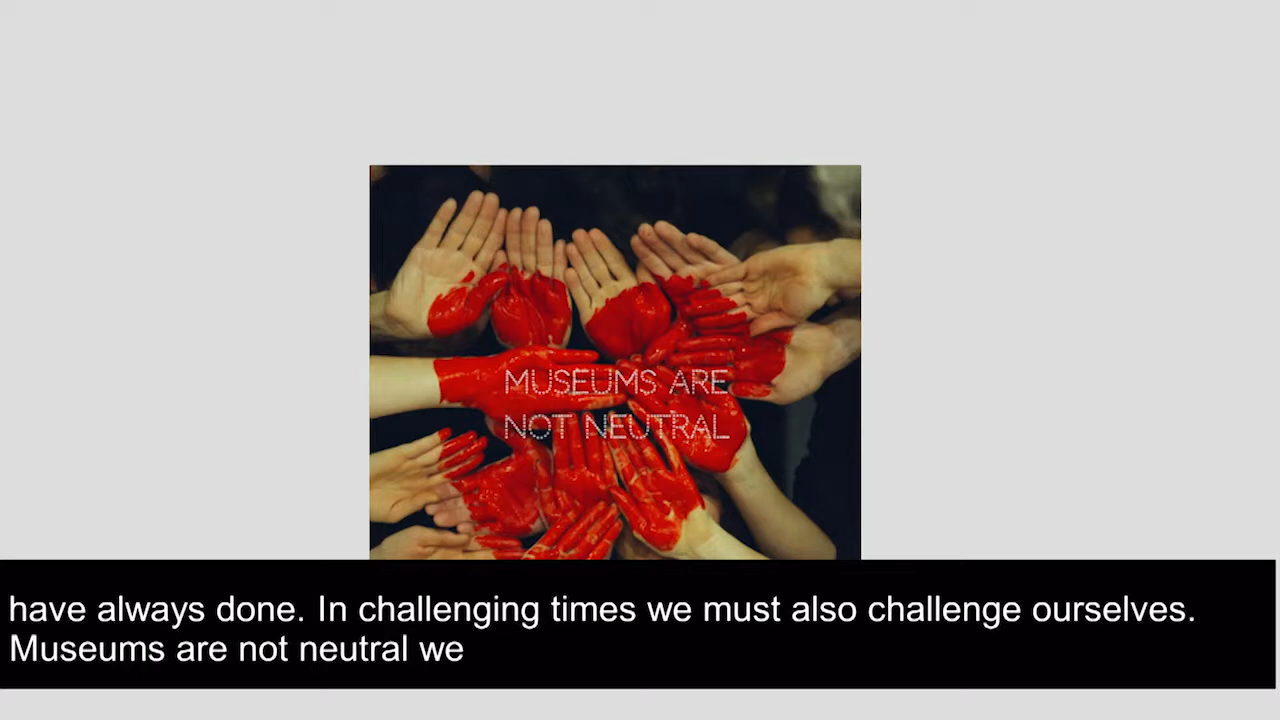 MUSEUMS ARE
NOT NEUTRAL
have always done. In challenging times we must also challenge ourselves.
Museums are not neutral we